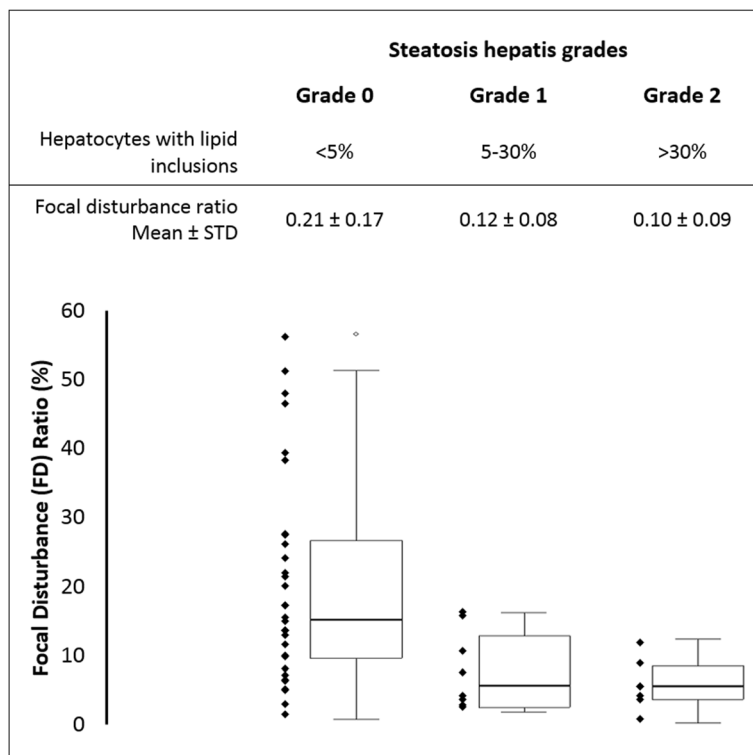 Steatosis hepatis grades
Grade 0 Grade 1 Grade 2
Hepatocytes with lipid
inclusions
<5% 5-30% >30%
Focal disturbance ratio
Mean ± STD
0.21 ± 0.17 0.12 ± 0.08 0.10 ± 0.09
Focal Disturbance (FD) Ratio (%)
60
50
40
30
20
10
0